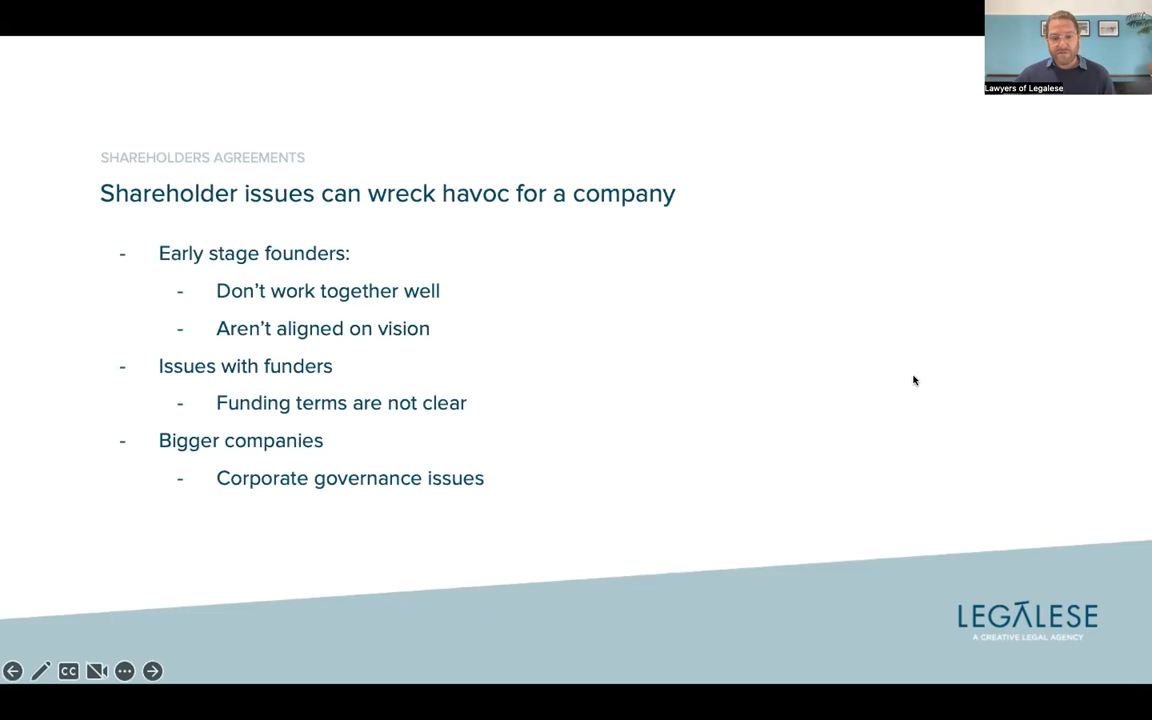 Lawyers of Legalese
SHAREHOLDERS AGREEMENTS
Shareholder issues can wreck havoc for a company
- Early stage founders:
- Don’t work together well
- Aren’t aligned on vision
- Issues with funders
- Funding terms are not clear
- Bigger companies
- Corporate governance issues
LEGALESE
A CREATIVE LEGAL AGENCY
CC